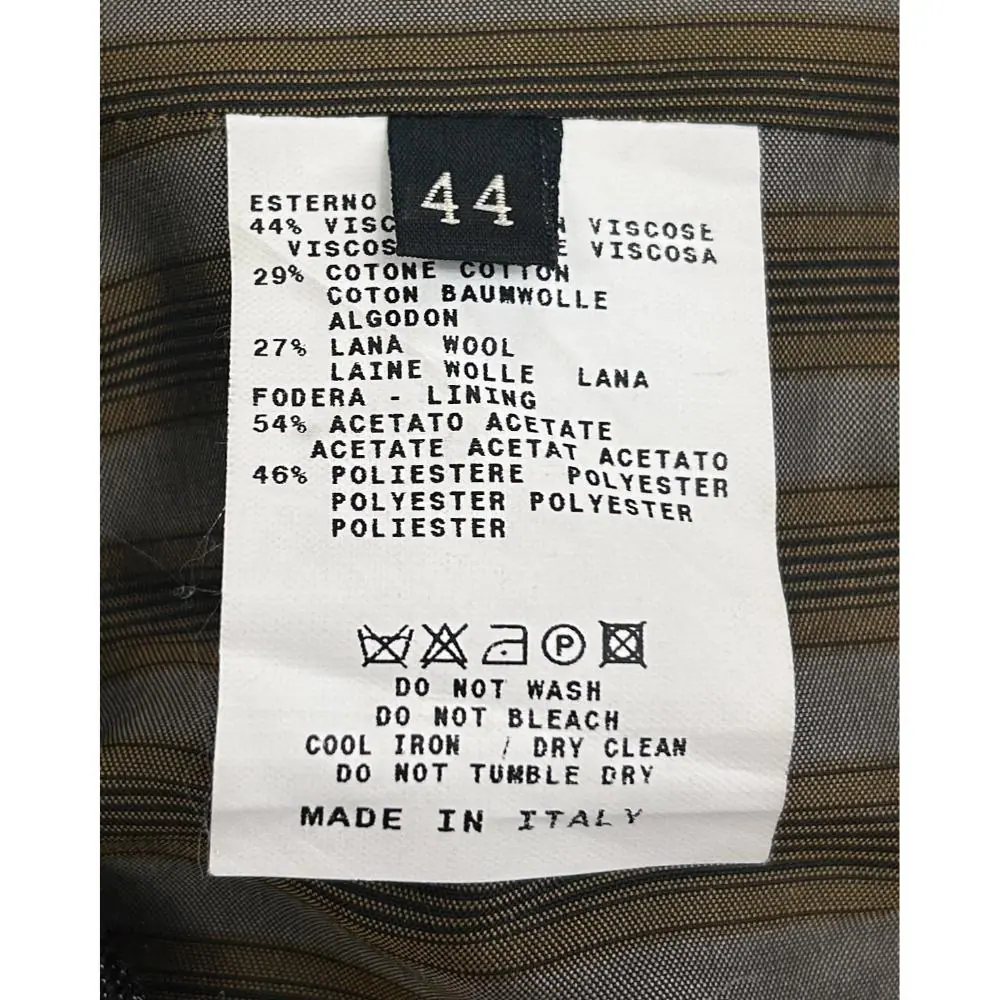 44
ESTERNO
44% VISCOSE
VISCOSA
29% COTONE COTTON
COTON BAUMWOLLE
ALGODON
27% LANA WOOL
LAINE WOLLE LANA
FODERA - LINING
54% ACETATO ACETATE
ACETATE ACETAT ACETATO
46% POLIESTERE POLYESTER
POLYESTER POLYESTER
POLIESTER
P
DO NOT WASH
DO NOT BLEACH
COOL IRON / DRY CLEAN
DO NOT TUMBLE DRY
MADE IN ITALY